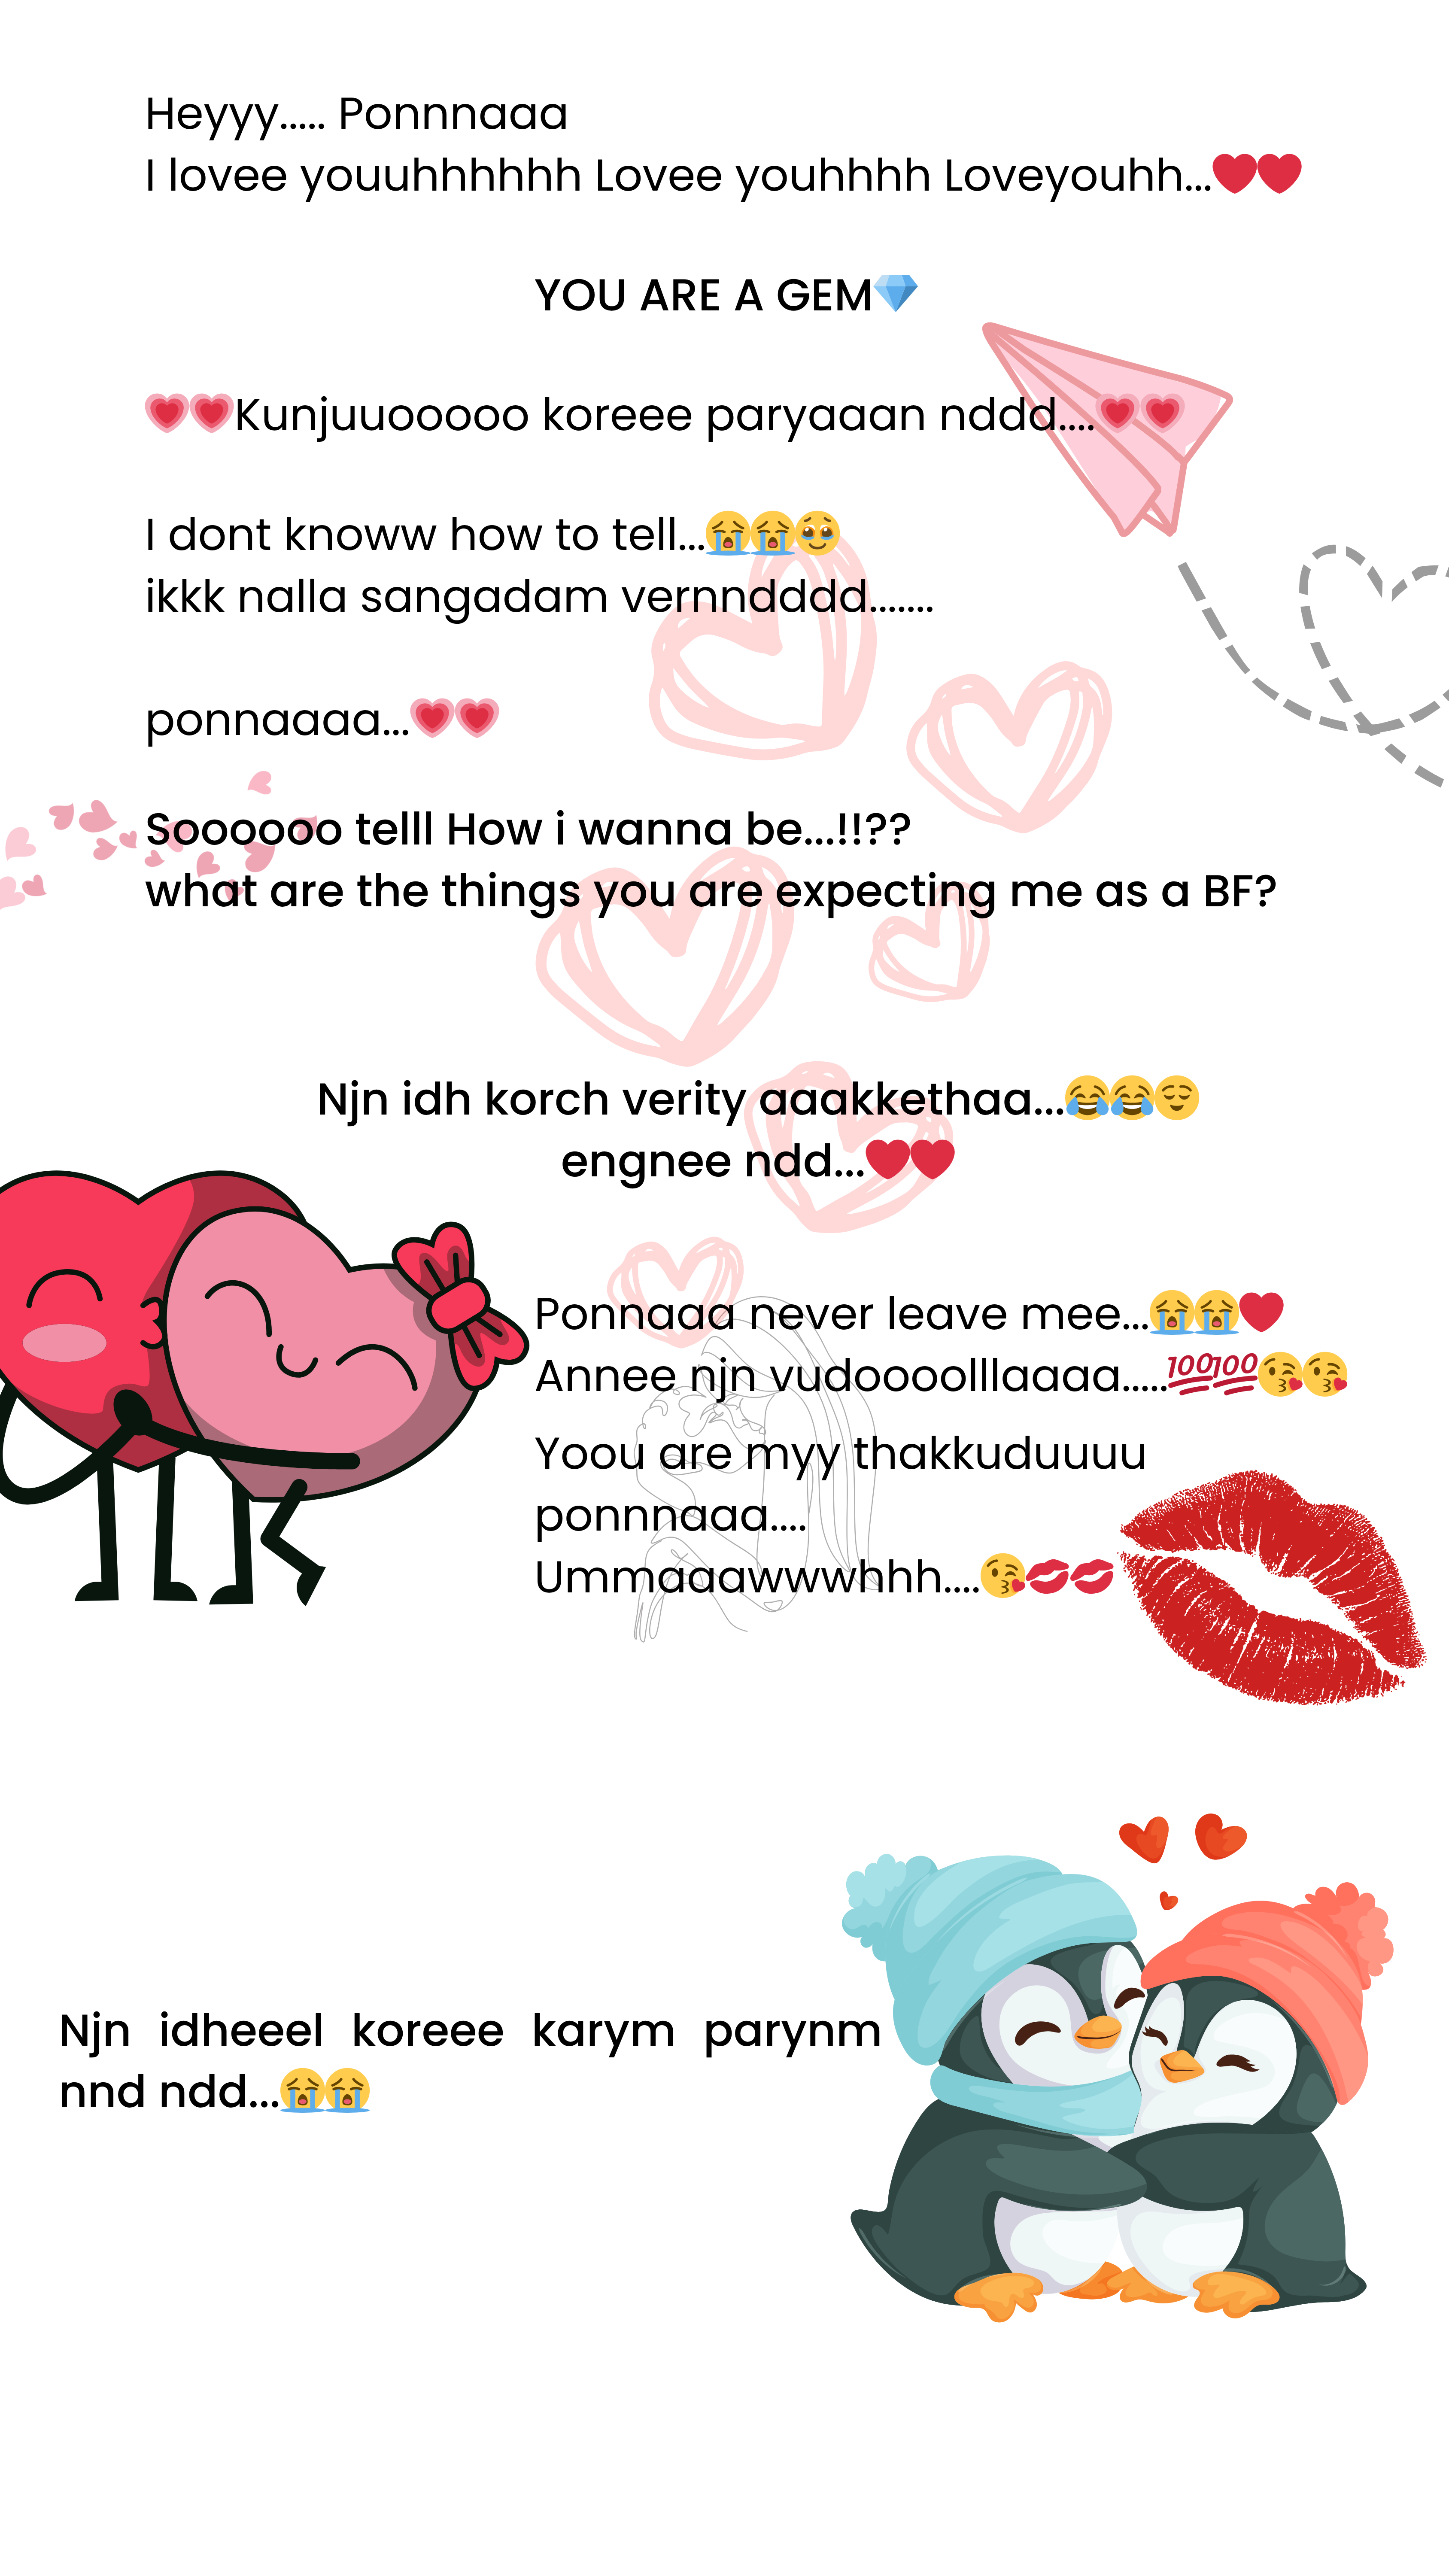 Heyyy..... Ponnnaaa
I lovee youuhhhhhh Lovee youhhhh Loveyouhh...❤️❤️
YOU ARE A GEM💎
💗💗Kunjuuooooo koreee paryaaan nddd....💗💗
I dont knoww how to tell...😭😭🥹
ikkk nalla sangadam vernndddd.......
ponnaaaa...💗💗
Soooooo telll How i wanna be...!!??
what are the things you are expecting me as a BF?
Njn idh korch verity aaakkethaa...😂😂😌
engnee ndd...❤️❤️
Ponnaaa never leave mee...😭😭❤️
Annee njn vudoooolllaaaa.....💯💯😘😘
Yoou are myy thakkuduuuu
ponnnaaa....
Ummaaawwwhhh....😘💋💋
Njn idheeel koreee karym parynm
nnd ndd...😭😭